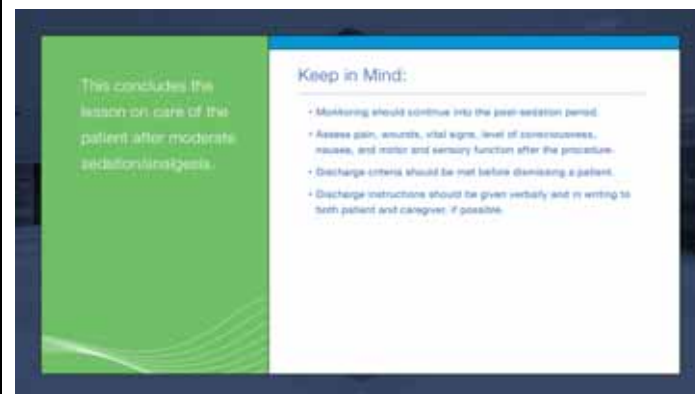 This concludes the
lesson on care of the
patient after moderate
sedation/analgesia.
Keep in Mind:
• Monitoring should continue into the post-sedation period.
• Assess pain, wounds, vital signs, level of consciousness,
nausea, and motor and sensory function after the procedure.
• Discharge criteria should be met before dismissing a patient.
• Discharge instructions should be given verbally and in writing to
both patient and caregiver, if possible.